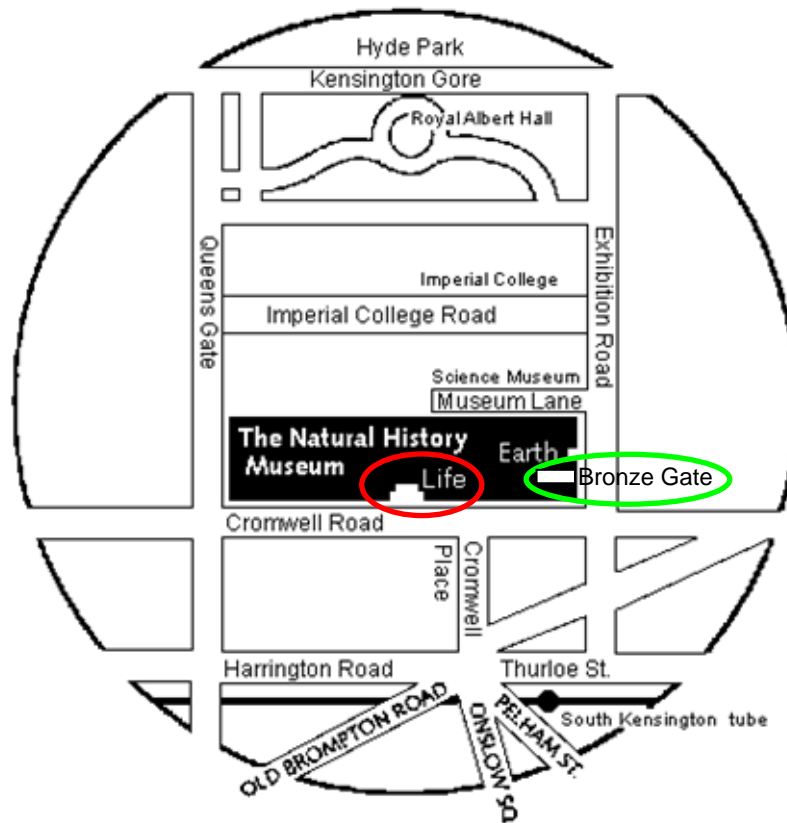 Hyde Park
Kensington Gore
Royal Albert Hall
Queens Gate
Exhibition Road
Imperial College
Imperial College Road
Science Museum
Museum Lane
The Natural History
Museum
Earth
Life
Bronze Gate
Cromwell Road
Cromwell
Place
Harrington Road
Thurloe St.
OLD BROMPTON ROAD
ONSLOW SQ.
PELHAM ST.
South Kensington tube